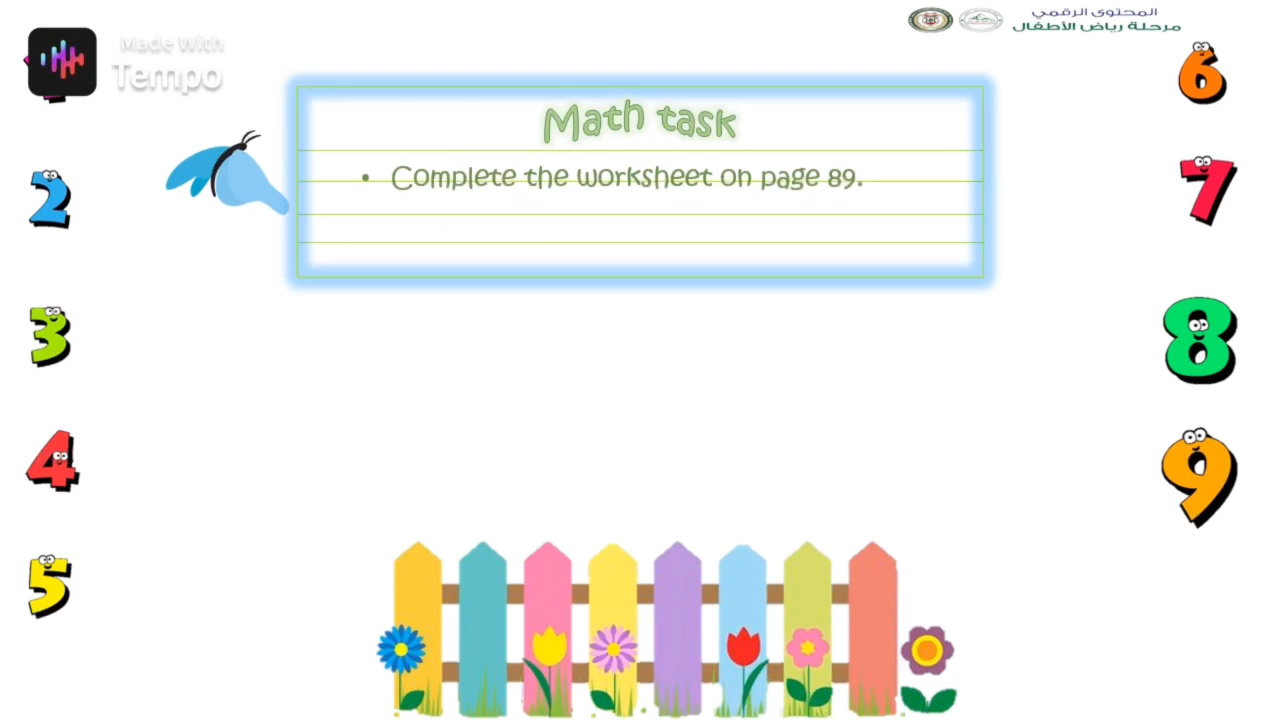 المحتوى الرقمي
مرحلة رياض الأطفال
Made With
Tempo
Math task
• Complete the worksheet on page 89.
2
3
4
5
6
7
8
9